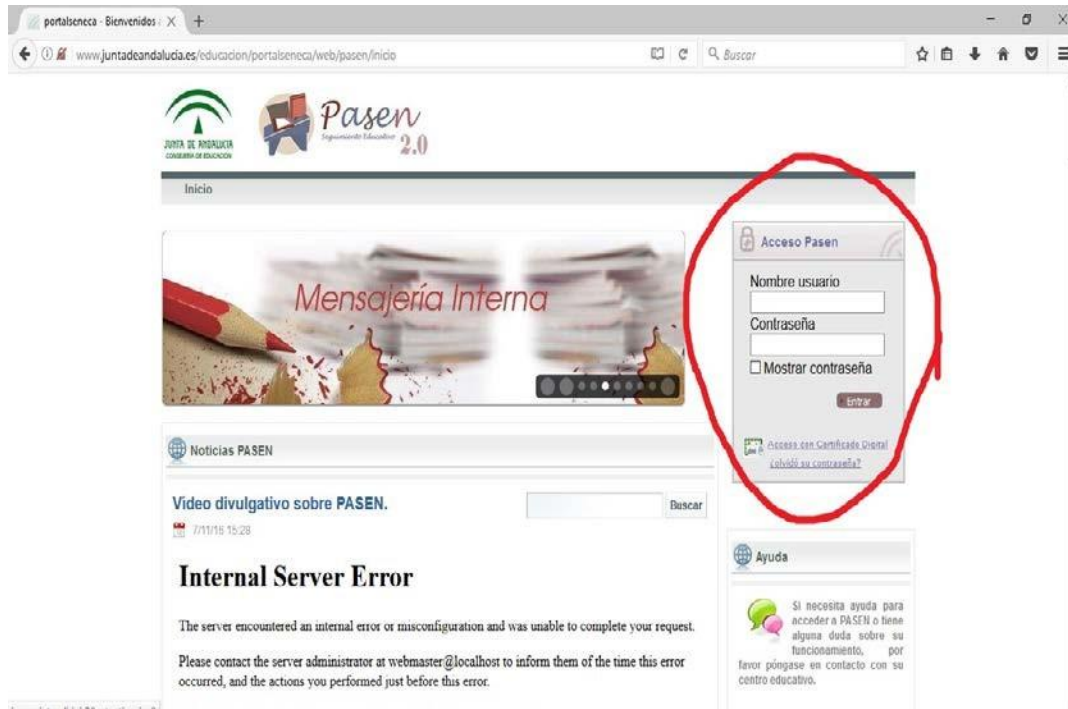 portalseneca - Bienvenidos
www.juntadeandalucia.es/educacion/portalseneca/web/pasen/inicio
Buscar
JUNTA DE ANDALUCIA
CONSEJERIA DE EDUCACION
Pasen
Seguimiento Educativo
2.0
Inicio
Mensajería Interna
Acceso Pasen
Nombre usuario
Contraseña
Mostrar contraseña
Entrar
Acceso con Certificado Digital
¿olvidó su contraseña?
Noticias PASEN
Video divulgativo sobre PASEN.
Buscar
7/11/16 15:28
Internal Server Error
The server encountered an internal error or misconfiguration and was unable to complete your request.
Please contact the server administrator at webmaster@localhost to inform them of the time this error
occurred, and the actions you performed just before this error.
Ayuda
Si necesita ayuda para
acceder a PASEN o tiene
alguna duda sobre su
funcionamiento, por
favor póngase en contacto con su
centro educativo.